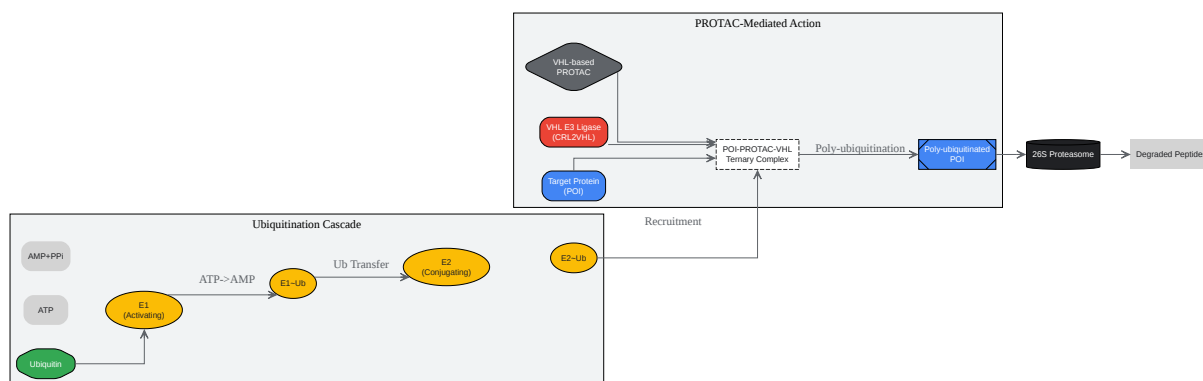 PROTAC-Mediated Action
VHL-based
PROTAC
VHL E3 Ligase
(CRL2VHL)
Target Protein
(POI)
POI-PROTAC-VHL
Ternary Complex
Poly-ubiquitination
Poly-ubiquitinated
POI
26S Proteasome
Degraded Peptide
Ubiquitination Cascade
Recruitment
AMP+PPi
ATP
Ubiquitin
E1
(Activating)
ATP->AMP
E1~Ub
Ub Transfer
E2
(Conjugating)
E2~Ub